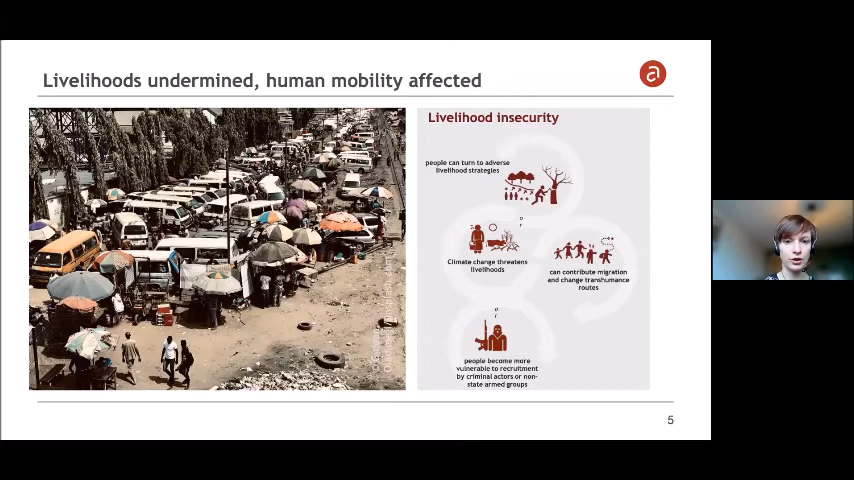 Livelihoods undermined, human mobility affected
a
Livelihood insecurity
people can turn to adverse
livelihood strategies
o
r
Climate change threatens
livelihoods
can contribute migration
and change transhumance
routes
o
r
people become more
vulnerable to recruitment
by criminal actors or non-
state armed groups
5